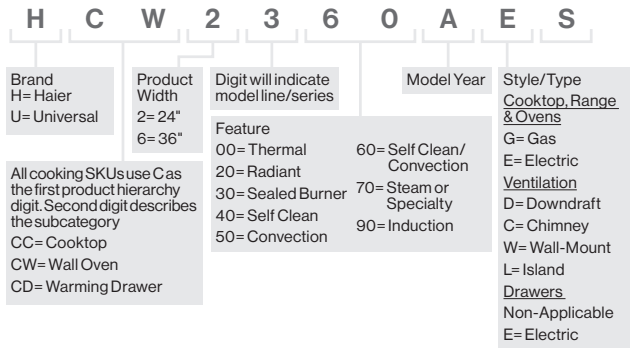 H C W 2 3 6 0 A E S
Brand
H= Haier
U= Universal
Product
Width
2= 24"
6= 36"
Digit will indicate
model line/series
Model Year
Style/Type
Cooktop, Range
& Ovens
G= Gas
E= Electric
Ventilation
D= Downdraft
C= Chimney
W= Wall-Mount
L= Island
Drawers
Non-Applicable
E= Electric
All cooking SKUs use C as
the first product hierarchy
digit. Second digit describes
the subcategory
CC= Cooktop
CW= Wall Oven
CD= Warming Drawer
Feature
00= Thermal
20= Radiant
30= Sealed Burner
40= Self Clean
50= Convection
60= Self Clean/
Convection
70= Steam or
Specialty
90= Induction